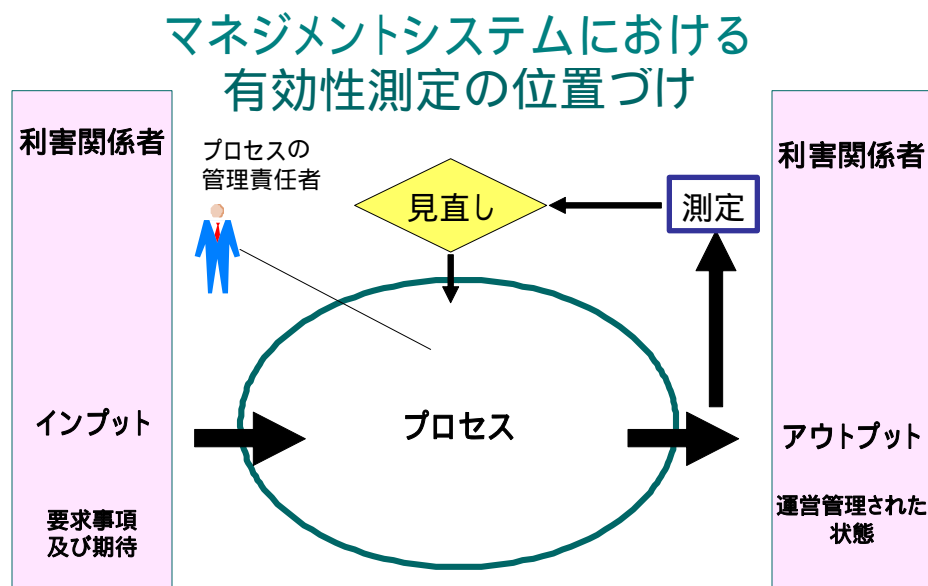 マネジメントシステムにおける
有効性測定の位置づけ
利害関係者
プロセスの
管理責任者
見直し
測定
利害関係者
インプット
プロセス
アウトプット
要求事項
及び期待
運営管理された
状態